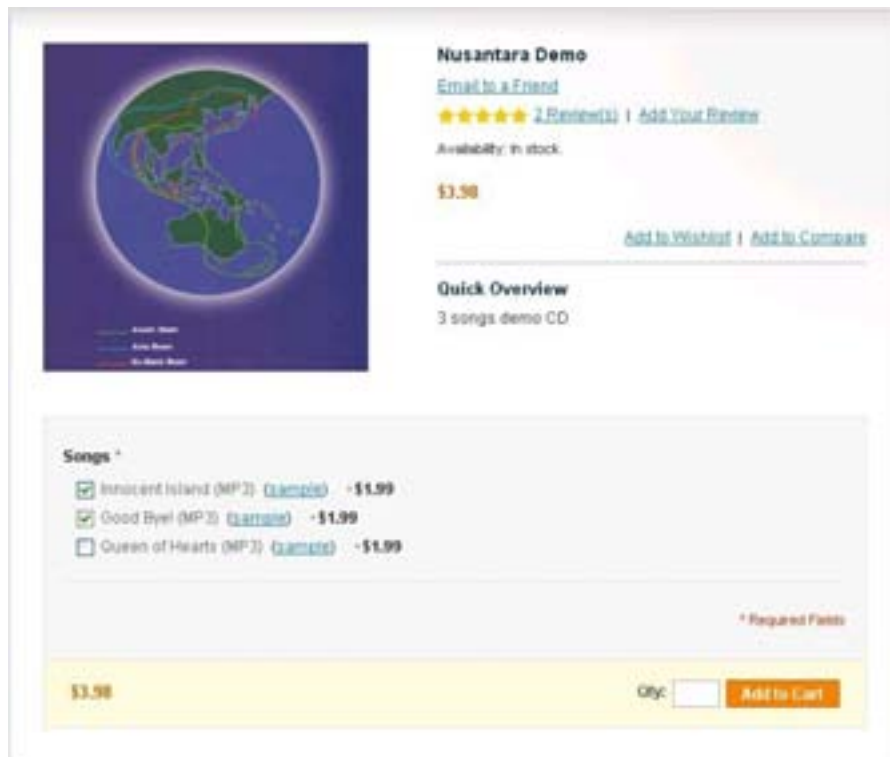 Nusantara Demo
Email to a Friend
2 Review(s) | Add Your Review
Availability: In stock.
$3.98
Add to Wishlist | Add to Compare
Quick Overview
3 songs demo CD
Songs *
Innocent Island (MP3) (sample) +$1.99
Good Bye! (MP3) (sample) +$1.99
Queen of Hearts (MP3) (sample) +$1.99
* Required Fields
$3.98
Qty:
Add to Cart